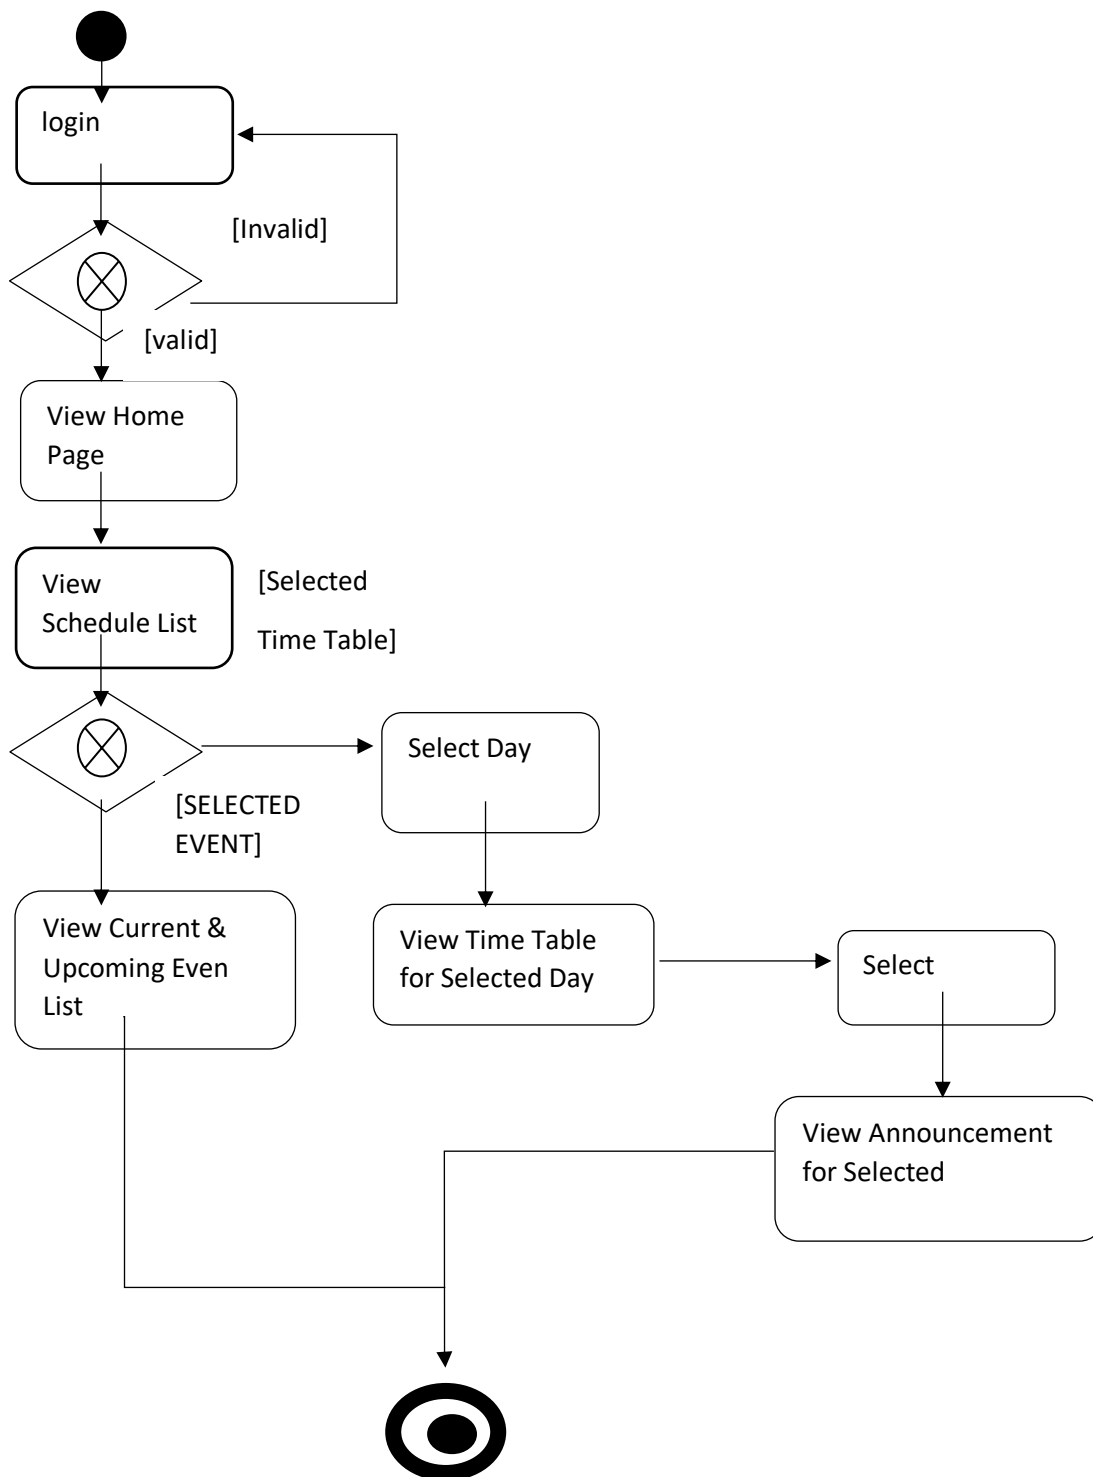 login
[Invalid]
[valid]
View Home
Page
View
Schedule List
[Selected
Time Table]
Select Day
[SELECTED
EVENT]
View Current &
Upcoming Even
List
View Time Table
for Selected Day
Select
View Announcement
for Selected